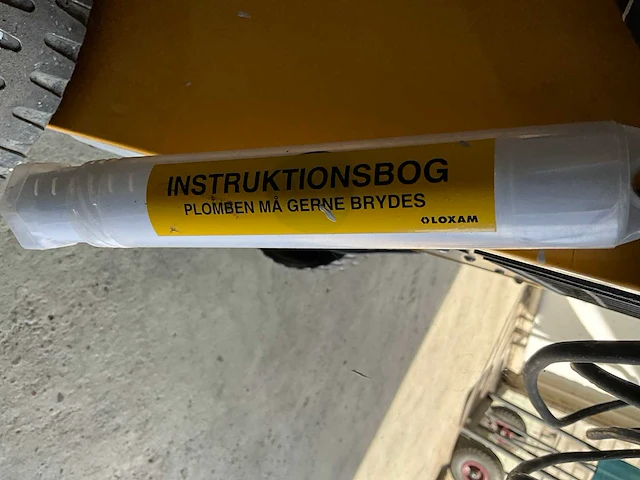 INSTRUKTIONSBOG
PLOMBEN MÅ GERNE BRYDES
LOXAM